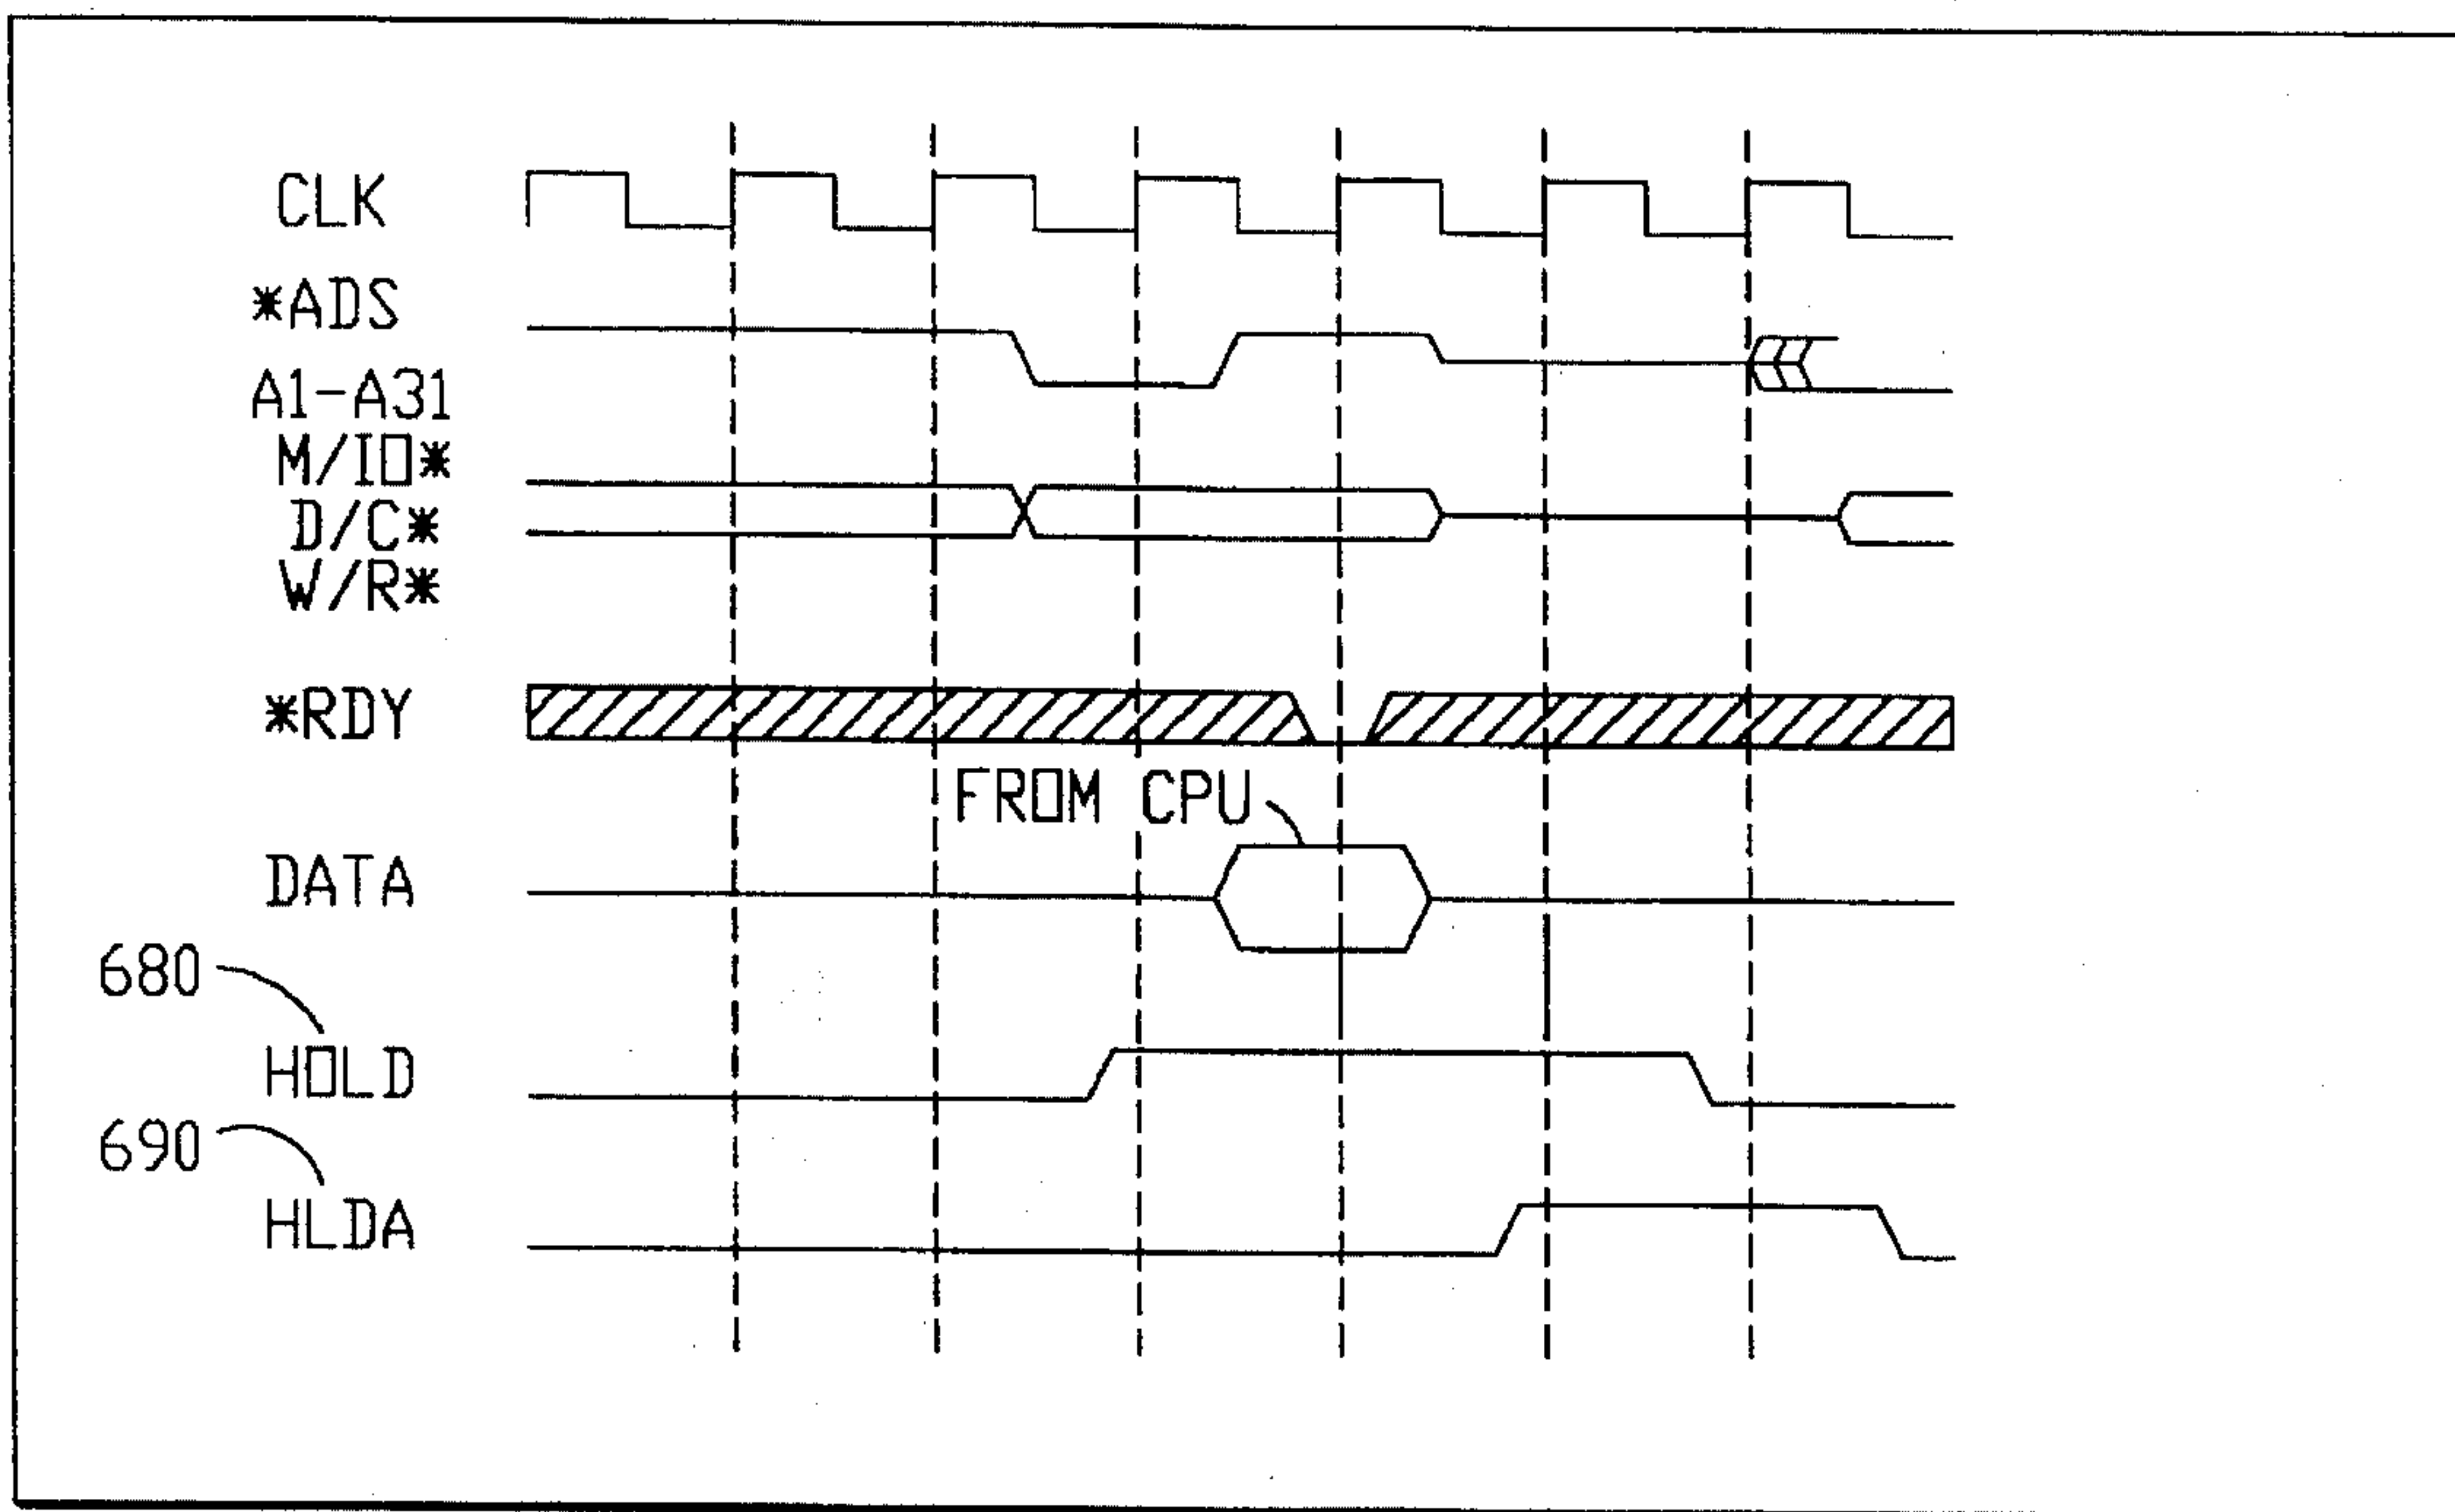 CLK
*ADS
A1-A31
M/IO*
D/C*
W/R*
*RDY
FROM CPU
DATA
680
HOLD
690
HLDA